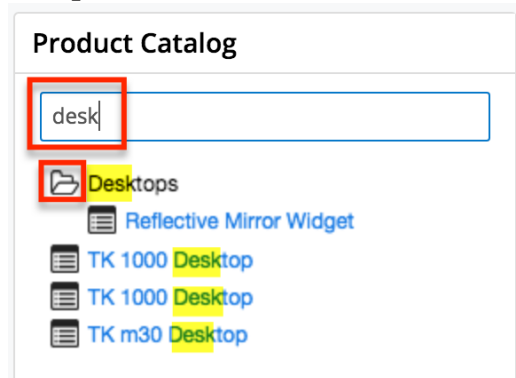 Product Catalog
desk
Desktops
Reflective Mirror Widget
TK 1000 Desktop
TK 1000 Desktop
TK m30 Desktop